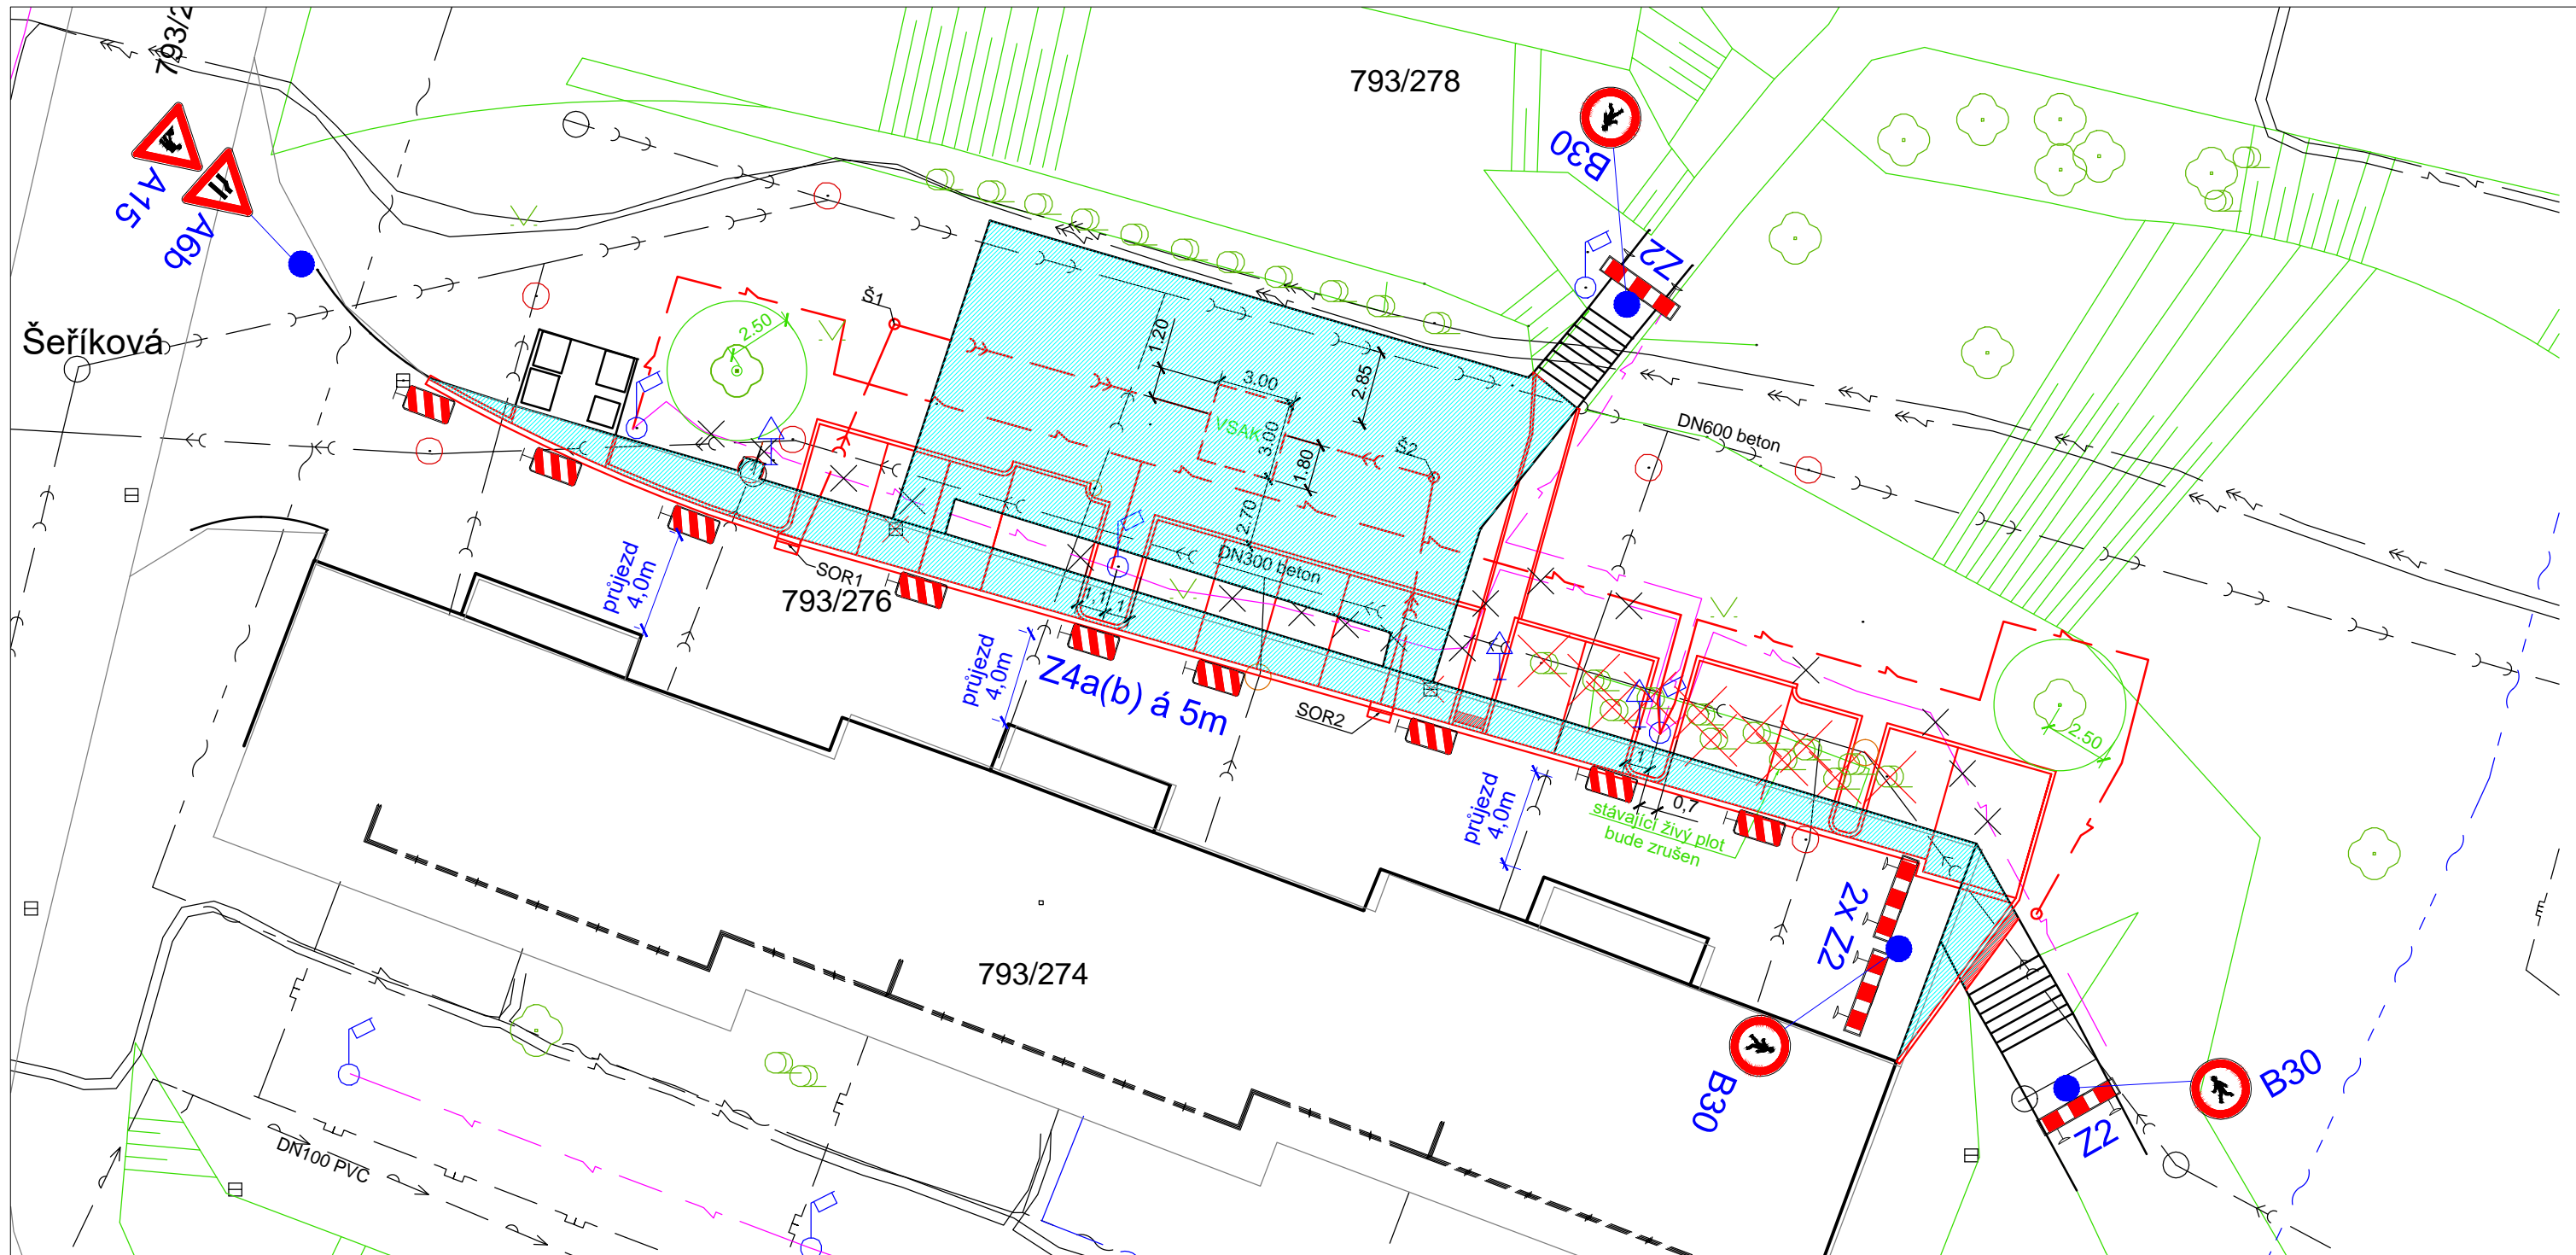 793/2
793/278
A15
A6b
B30
Z2
Šeříková
Š1
2.50
1.20
3.00
2.85
VSAK
3.00
1.80
Š2
2.70
DN600 beton
DN300 beton
průjezd
4,0m
SOR1
793/276
1,1
1
průjezd
4,0m
Z4a(b) á 5m
SOR2
průjezd
4,0m
1
0,7
stávající živý plot
bude zrušen
2.50
2x Z2
793/274
B30
B30
Z2
DN100 PVC